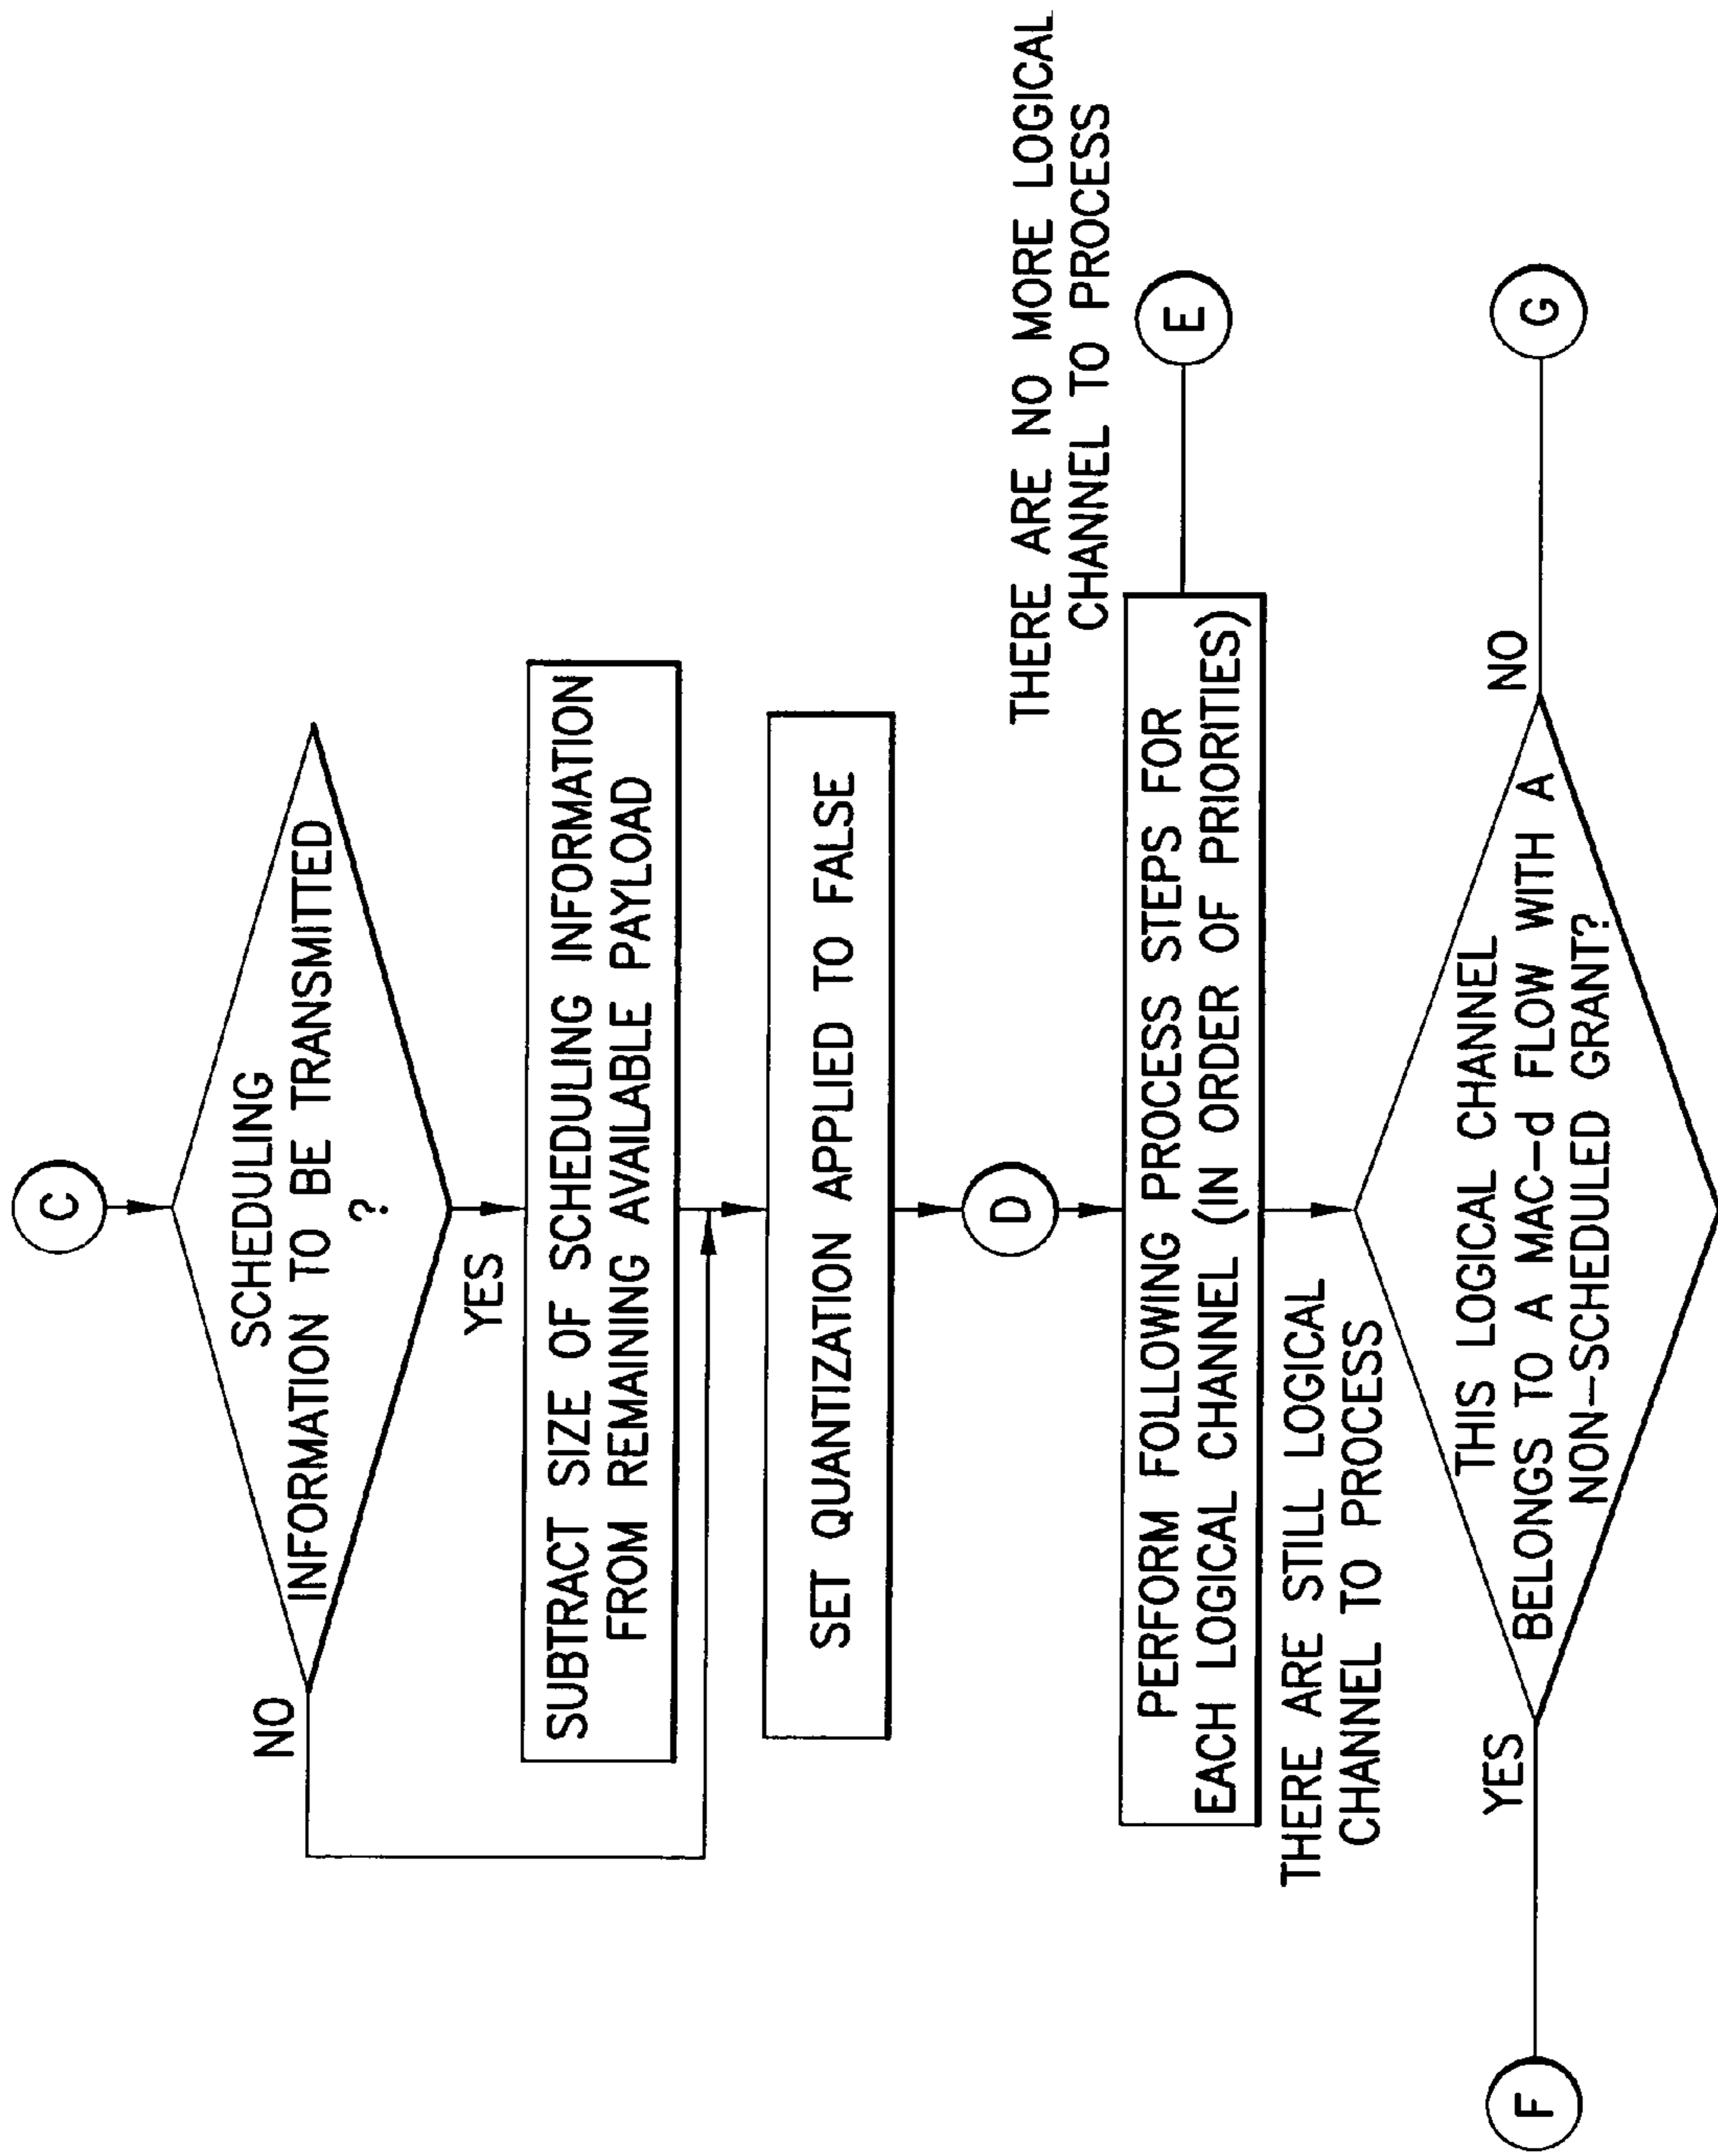 C
SCHEDULING
INFORMATION TO BE TRANSMITTED
?
NO
YES
SUBTRACT SIZE OF SCHEDULING INFORMATION
FROM REMAINING AVAILABLE PAYLOAD
SET QUANTIZATION APPLIED TO FALSE
D
THERE ARE NO MORE LOGICAL
CHANNEL TO PROCESS
PERFORM FOLLOWING PROCESS STEPS FOR
EACH LOGICAL CHANNEL (IN ORDER OF PRIORITIES)
E
THERE ARE STILL LOGICAL
CHANNEL TO PROCESS
THIS LOGICAL CHANNEL
BELONGS TO A MAC-d FLOW WITH A
NON-SCHEDULED GRANT?
YES
NO
F
G